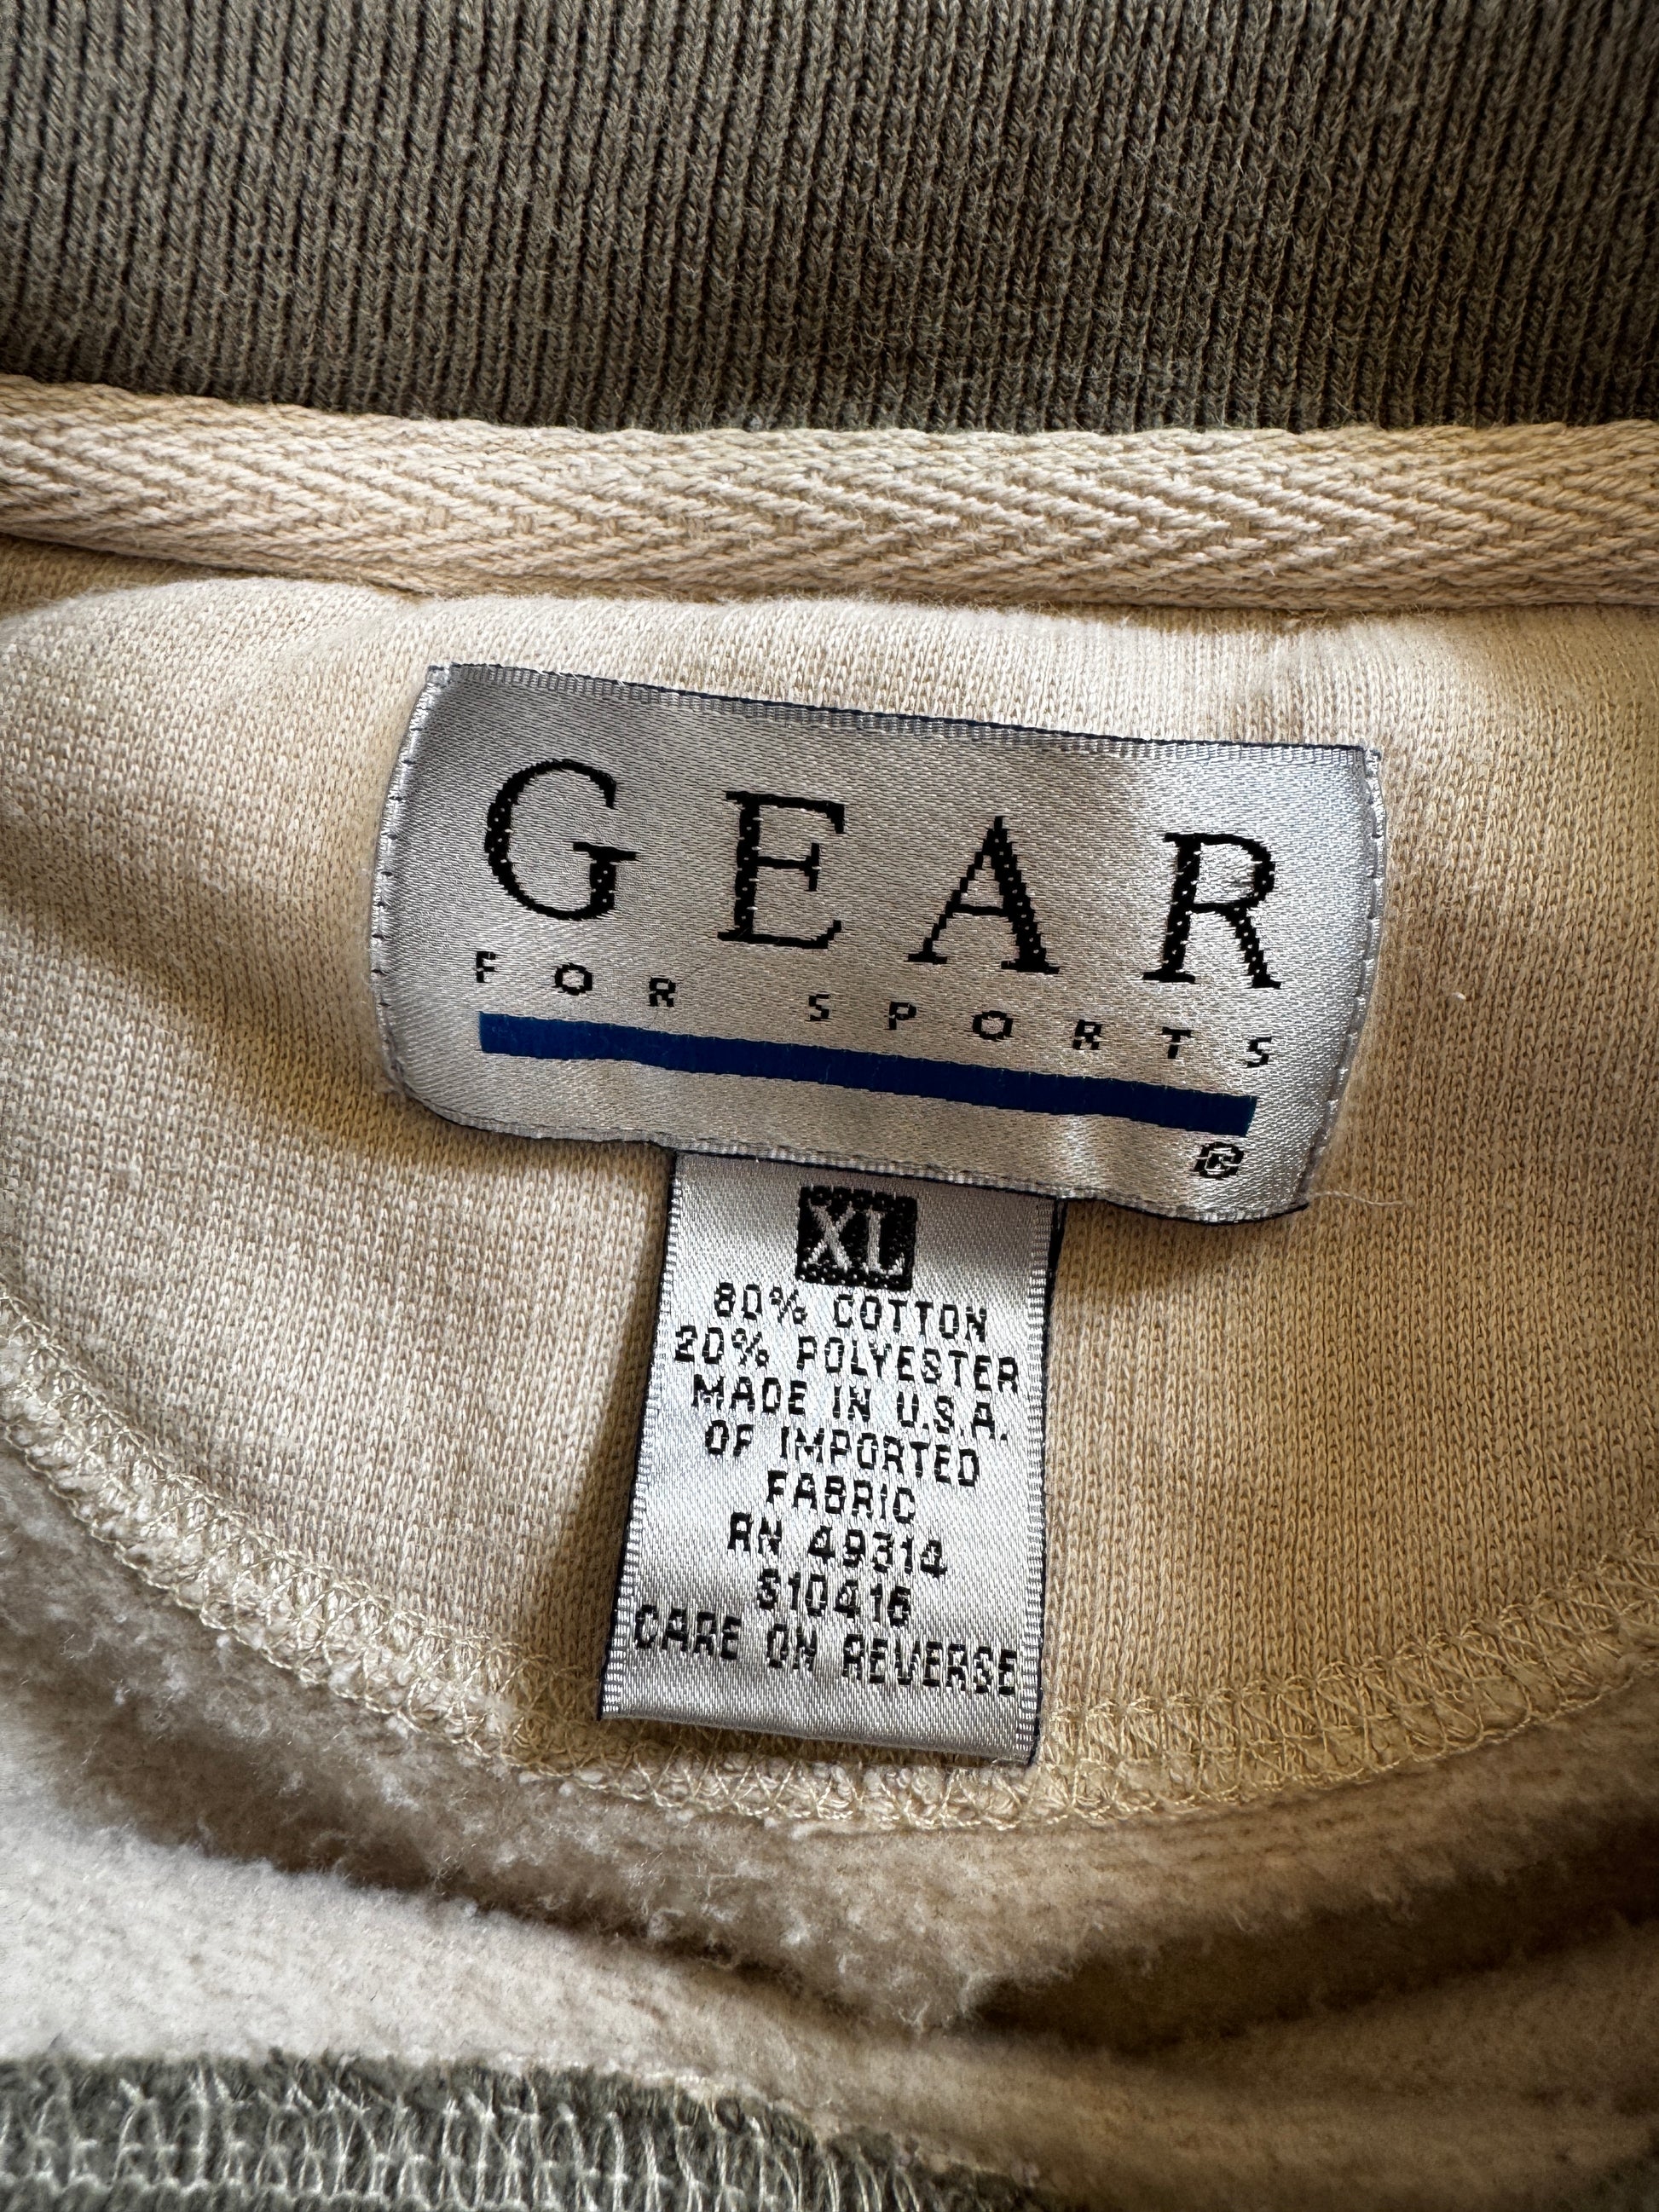 GEAR
FOR SPORTS
©
XL
80% COTTON
20% POLYESTER
MADE IN U.S.A.
OF IMPORTED
FABRIC
RN 49314
S10416
CARE ON REVERSE